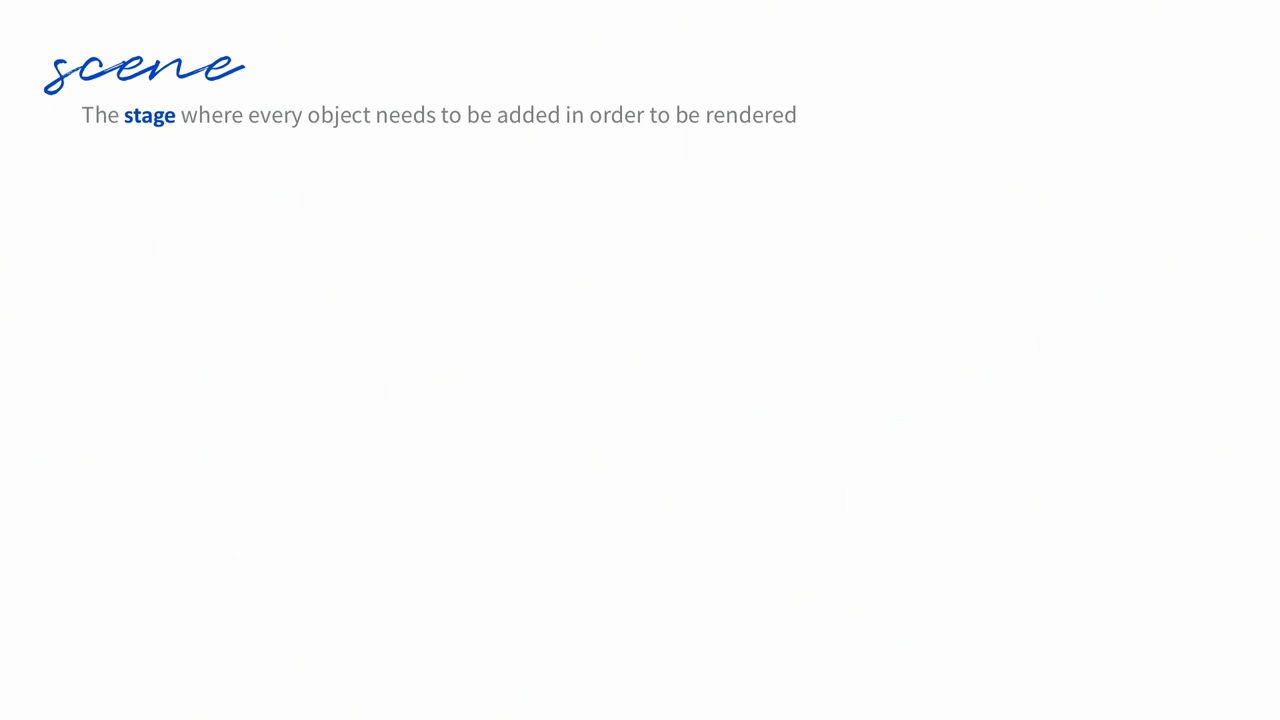 scene
The stage where every object needs to be added in order to be rendered